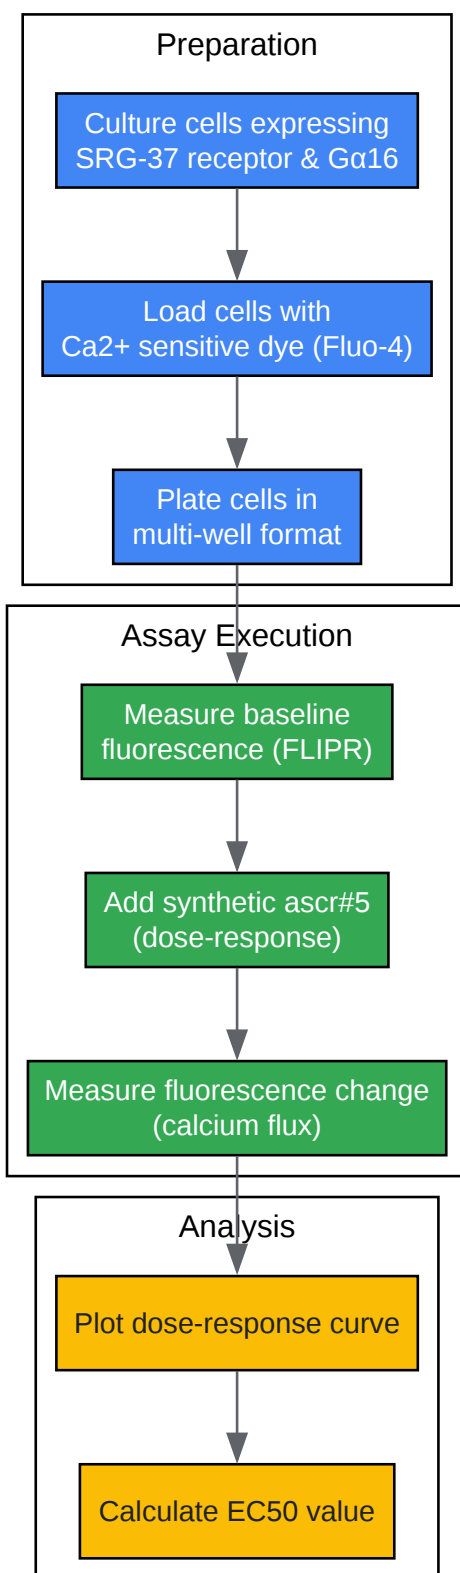 Preparation
Culture cells expressing
SRG-37 receptor & Gα16
Load cells with
Ca2+ sensitive dye (Fluo-4)
Plate cells in
multi-well format
Assay Execution
Measure baseline
fluorescence (FLIPR)
Add synthetic ascr#5
(dose-response)
Measure fluorescence change
(calcium flux)
Analysis
Plot dose-response curve
Calculate EC50 value